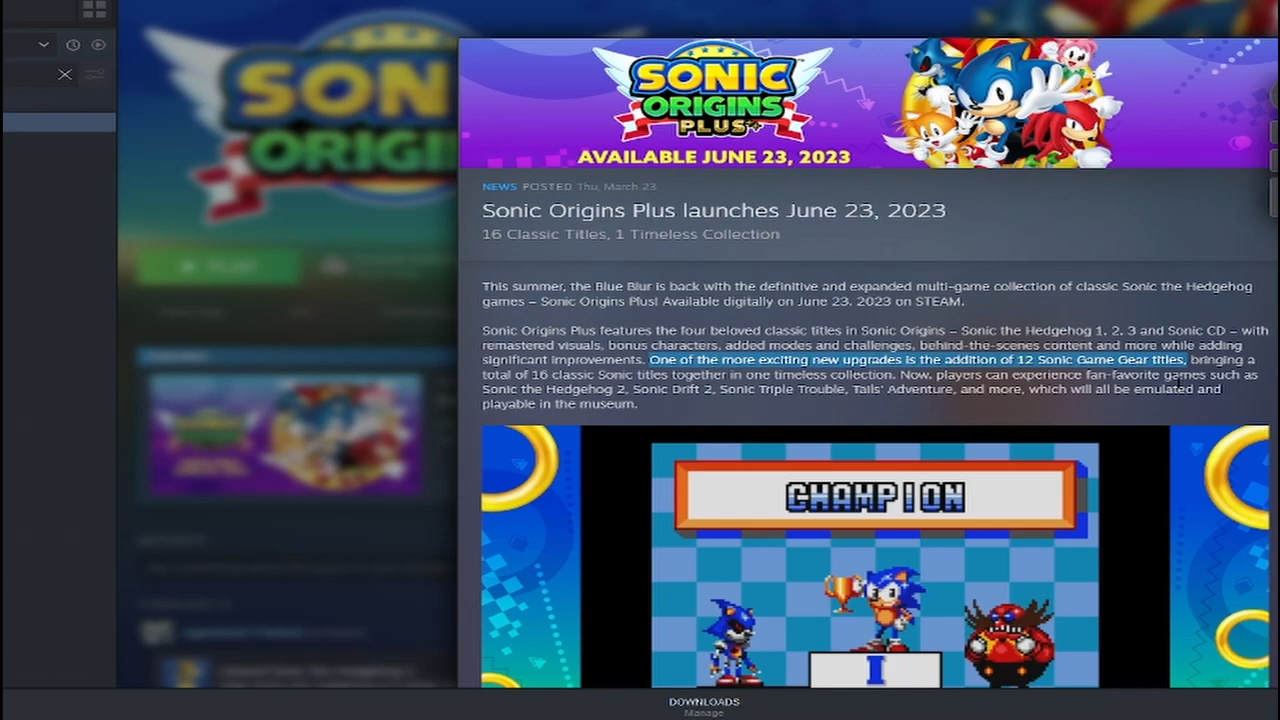 SONIC
ORIGINS
PLUS+
AVAILABLE JUNE 23, 2023
SON
ORIGI
NEWS POSTED Thu, March 23
Sonic Origins Plus launches June 23, 2023
16 Classic Titles, 1 Timeless Collection
This summer, the Blue Blur is back with the definitive and expanded multi-game collection of classic Sonic the Hedgehog
games – Sonic Origins Plus! Available digitally on June 23, 2023 on STEAM.
Sonic Origins Plus features the four beloved classic titles in Sonic Origins – Sonic the Hedgehog 1, 2, 3 and Sonic CD – with
remastered visuals, bonus characters, added modes and challenges, behind-the-scenes content and more while adding
significant improvements. One of the more exciting new upgrades is the addition of 12 Sonic Game Gear titles, bringing a
total of 16 classic Sonic titles together in one timeless collection. Now, players can experience fan-favorite games such as
Sonic the Hedgehog 2, Sonic Drift 2, Sonic Triple Trouble, Tails' Adventure, and more, which will all be emulated and
playable in the museum.
CHAMPION
1
DOWNLOADS
Manage